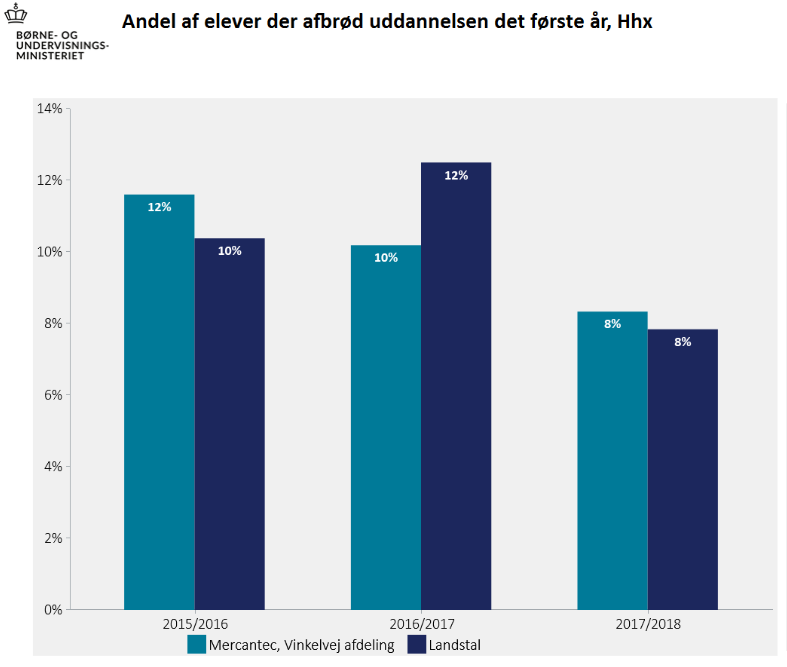 BØRNE- OG
UNDERVISNINGS-
MINISTERIET
Andel af elever der afbrød uddannelsen det første år, Hhx
14%
12%
10%
8%
6%
4%
2%
0%
12%
10%
10%
12%
8%
8%
2015/2016
2016/2017
2017/2018
Mercantec, Vinkelvej afdeling
Landstal